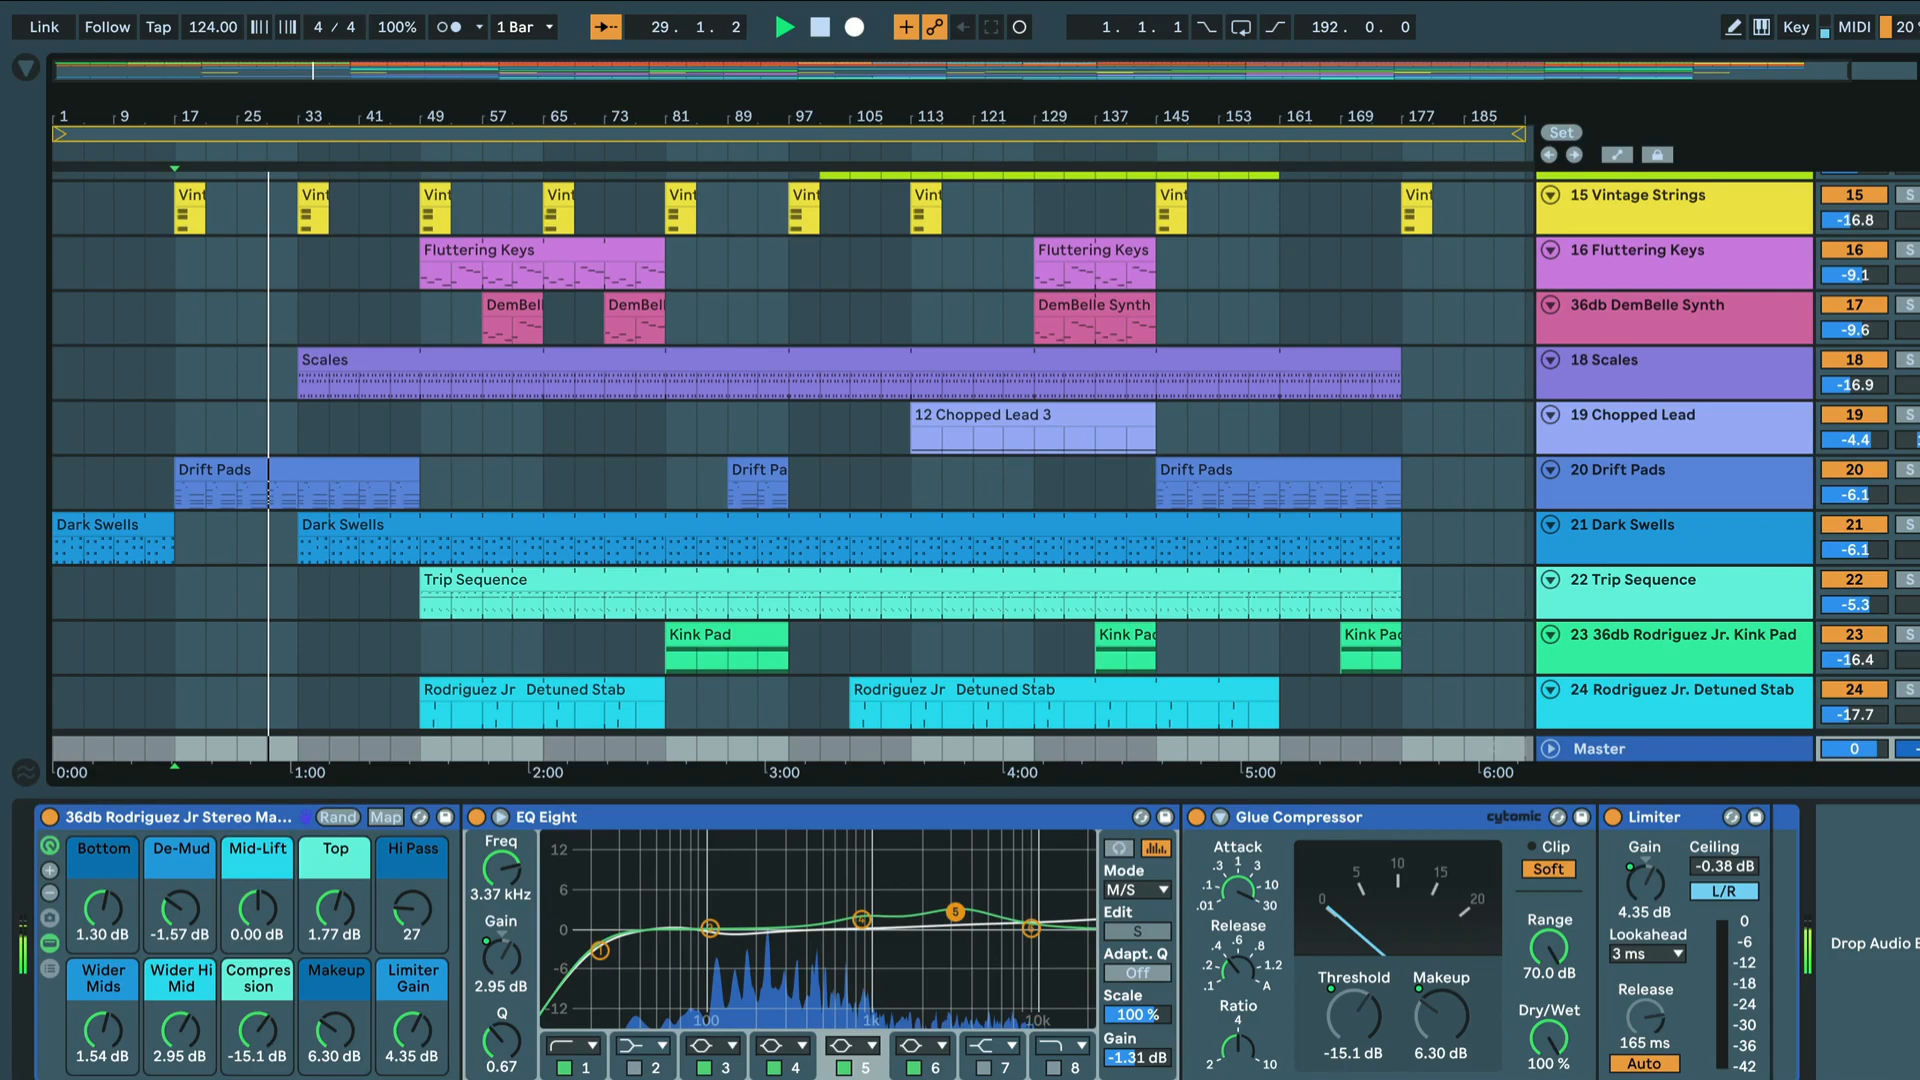 Link Follow Tap 124.00 4 / 4 100% 1 Bar 29. 1. 2 1. 1. 1 192. 0. 0 Key MIDI 20
1 9 17 25 33 41 49 57 65 73 81 89 97 105 113 121 129 137 145 153 161 169 177 185
Set
Vint Vint Vint Vint Vint Vint Vint Vint Vint 15 Vintage Strings 15 S
-16.8
Fluttering Keys Fluttering Keys 16 Fluttering Keys 16 S
-9.1
DemBell DemBell DemBelle Synth 36db DemBelle Synth 17 S
-9.6
Scales 18 Scales 18 S
-16.9
12 Chopped Lead 3 19 Chopped Lead 19 S
-4.4
Drift Pads Drift Pa Drift Pads 20 Drift Pads 20 S
-6.1
Dark Swells Dark Swells 21 Dark Swells 21 S
-6.1
Trip Sequence 22 Trip Sequence 22 S
-5.3
Kink Pad Kink Pad Kink Pad 23 36db Rodriguez Jr. Kink Pad 23 S
-16.4
Rodriguez Jr Detuned Stab Rodriguez Jr Detuned Stab 24 Rodriguez Jr. Detuned Stab 24 S
-17.7
Master 0
0:00 1:00 2:00 3:00 4:00 5:00 6:00
36db Rodriguez Jr Stereo Ma... Rand Map
Bottom De-Mud Mid-Lift Top Hi Pass
1.30 dB -1.57 dB 0.00 dB 1.77 dB 27
Wider Mids Wider Hi Mid Compres sion Makeup Limiter Gain
1.54 dB 2.95 dB -15.1 dB 6.30 dB 4.35 dB
EQ Eight
Freq
3.37 kHz
Gain
2.95 dB
Q
0.67
12
6
0
-6
-12
1 3 4 5 6
100 1k 10k
1 2 3 4 5 6 7 8
Mode
M/S
Edit
S
Adapt. Q
Off
Scale
100 %
Gain
-1.31 dB
Glue Compressor cytomic
Attack
.01 .1 .3 1 3 10 30
Release
.1 .2 .4 .6 .8 1.2 A
Ratio
2 4 10
0 5 10 15 20
Threshold Makeup
-15.1 dB 6.30 dB
Clip
Soft
Range
70.0 dB
Dry/Wet
100 %
Limiter
Gain
4.35 dB
Ceiling
-0.38 dB
L/R
Lookahead
3 ms
Release
165 ms
Auto
0
-6
-12
-18
-24
-30
-36
-42
Drop Audio E